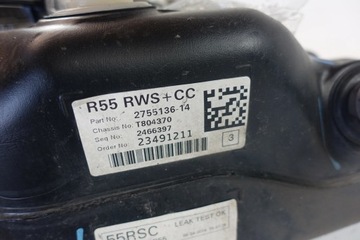 R55 RWS+CC
Part No: 2755136-14
Chassis No: T804370
Seq No: 2466397
Order No: 23491211
3
55RSC
LEAK TEST OK